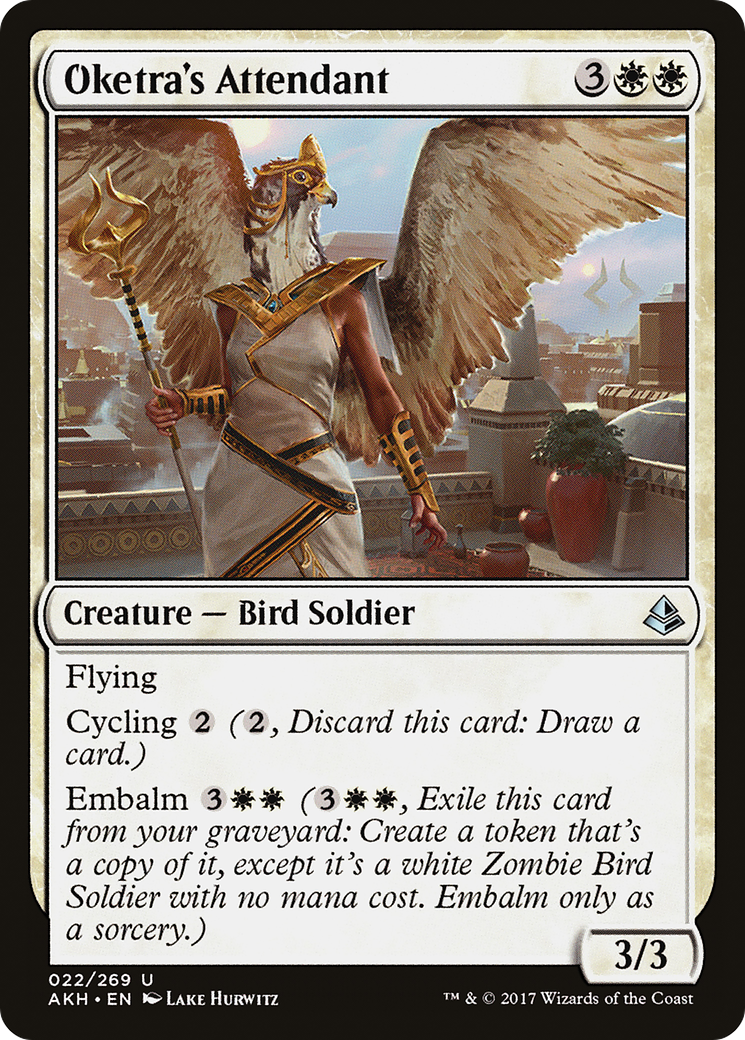 Oketra's Attendant 3
Creature — Bird Soldier
Flying
Cycling 2 (2, Discard this card: Draw a
card.)
Embalm 3 (3, Exile this card
from your graveyard: Create a token that's
a copy of it, except it's a white Zombie Bird
Soldier with no mana cost. Embalm only as
a sorcery.)
3/3
022/269 U
AKH • EN Lake Hurwitz
™ & © 2017 Wizards of the Coast